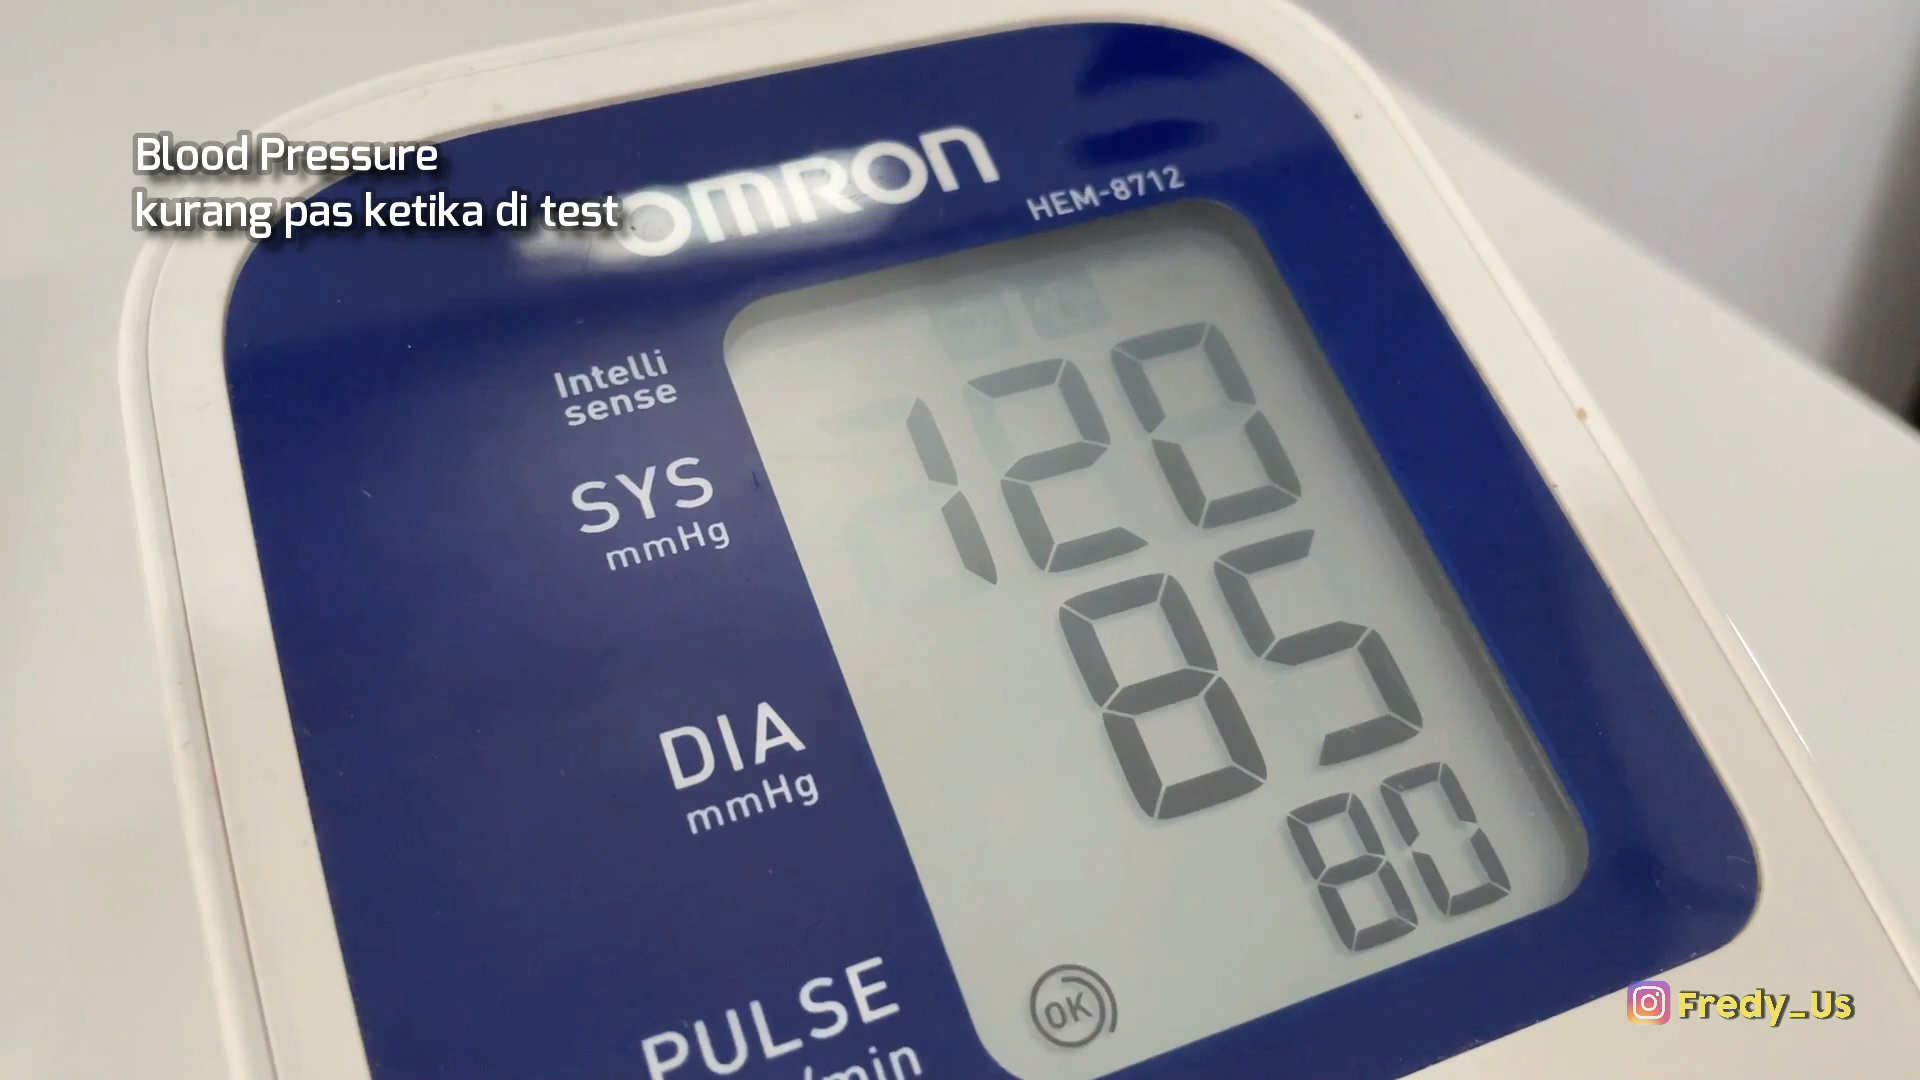 Blood Pressure
kurang pas ketika di test
OMRON
HEM-8712
Intelli
sense
SYS
mmHg
120
DIA
mmHg
85
PULSE
/min
80
OK
Fredy_Us